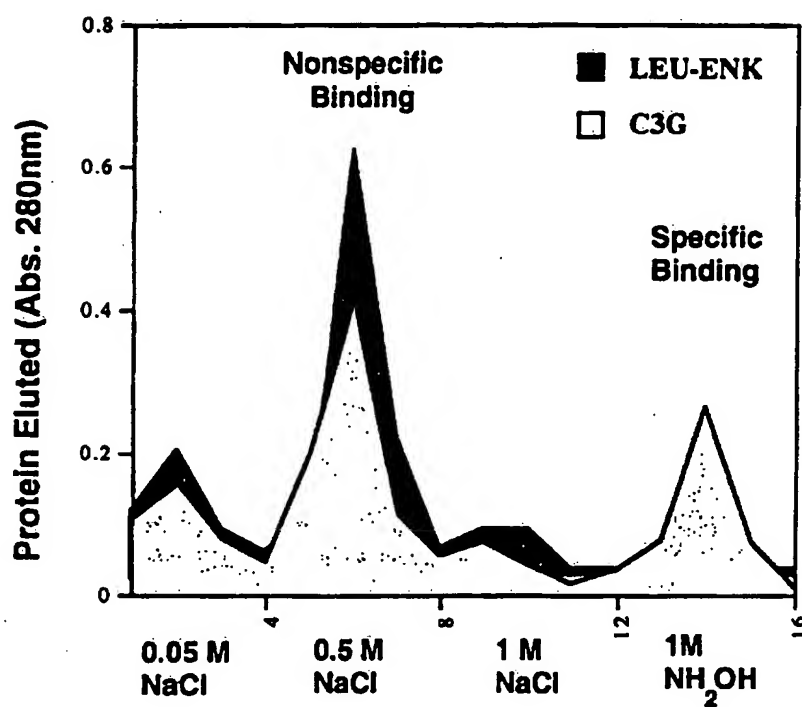 0.8
Nonspecific
Binding
LEU-ENK
C3G
0.6
Specific
Binding
0.4
0.2
0
Protein Eluted (Abs. 280nm)
4
8
12
16
0.05 M
NaCl
0.5 M
NaCl
1 M
NaCl
1M
NH₂OH